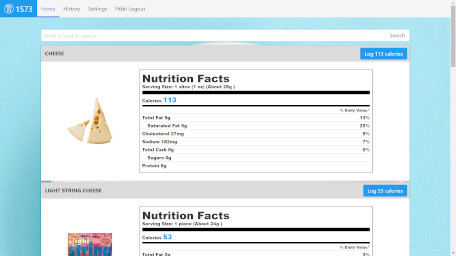 1573
Home
History
Settings
Fitbit Logout
Enter a food to search...
Search
CHEESE
Log 113 calories
Nutrition Facts
Serving Size: 1 slice (1 oz) (About 28g )
Calories 113
% Daily Value*
Total Fat 9g 13%
Saturated Fat 5g 25%
Cholesterol 27mg 9%
Sodium 182mg 7%
Total Carb 0g 0%
Sugars 0g
Protein 6g
LIGHT STRING CHEESE
Log 53 calories
Nutrition Facts
Serving Size: 1 piece (About 24g )
Calories 53
% Daily Value*
Total Fat 2g 3%
light
string